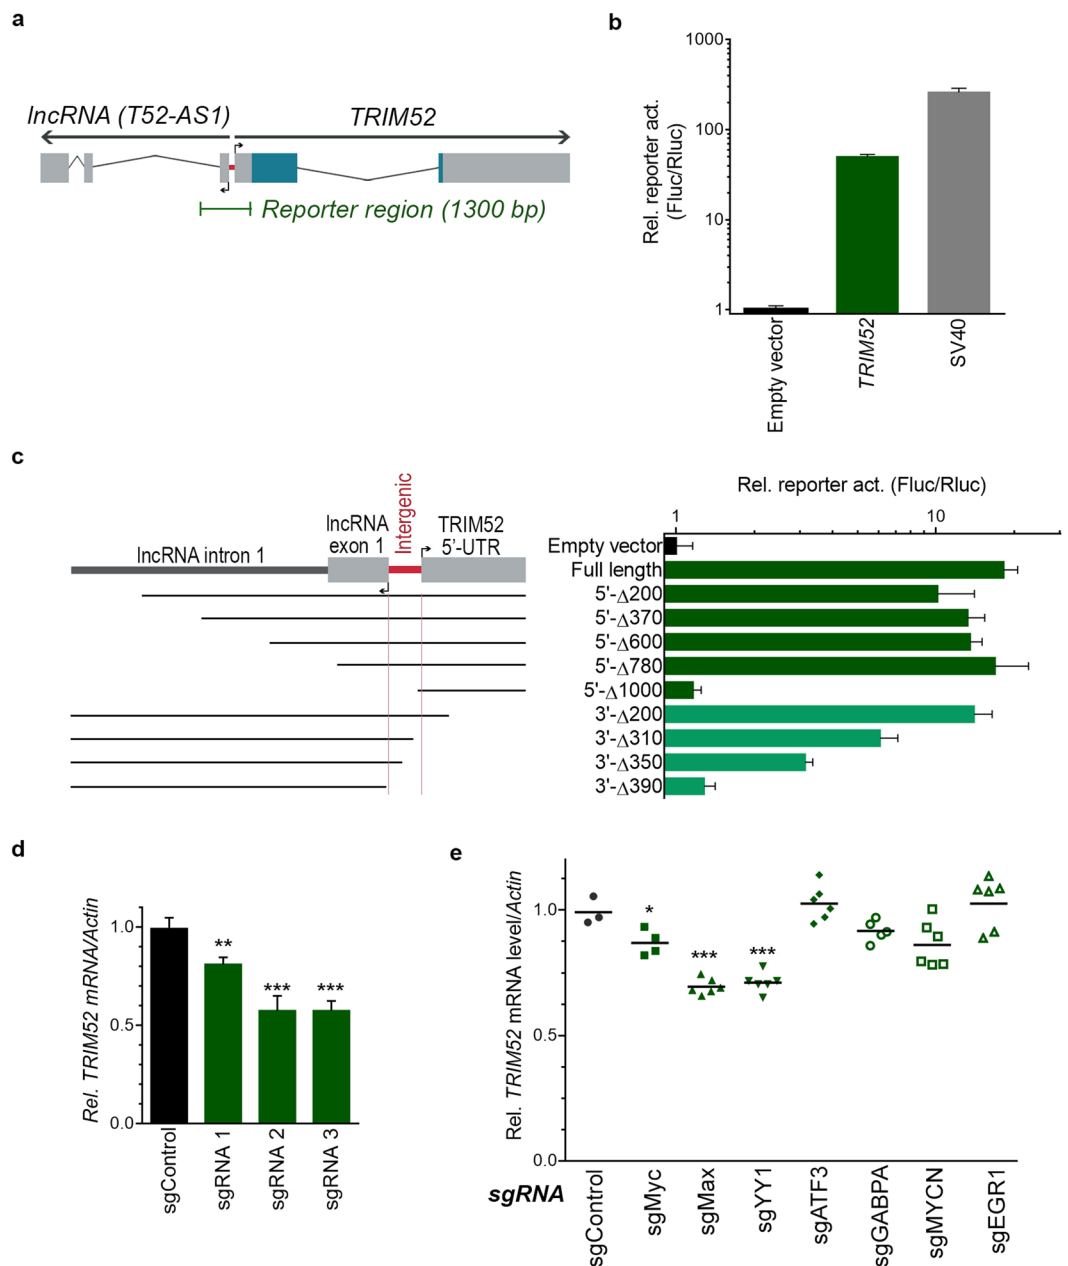 a
lncRNA (T52-AS1)
TRIM52
Reporter region (1300 bp)
b
Rel. reporter act.
(Fluc/Rluc)
1000
100
10
1
Empty vector
TRIM52
SV40
c
lncRNA intron 1
lncRNA
exon 1
Intergenic
TRIM52
5'-UTR
Rel. reporter act. (Fluc/Rluc)
1
10
Empty vector
Full length
5'-Δ200
5'-Δ370
5'-Δ600
5'-Δ780
5'-Δ1000
3'-Δ200
3'-Δ310
3'-Δ350
3'-Δ390
d
Rel. TRIM52 mRNA/Actin
1.0
0.5
0.0
**
***
***
sgControl
sgRNA 1
sgRNA 2
sgRNA 3
e
Rel. TRIM52 mRNA level/Actin
1.0
0.5
0.0
*
***
***
sgRNA
sgControl
sgMyc
sgMax
sgYY1
sgATF3
sgGABPA
sgMYCN
sgEGR1